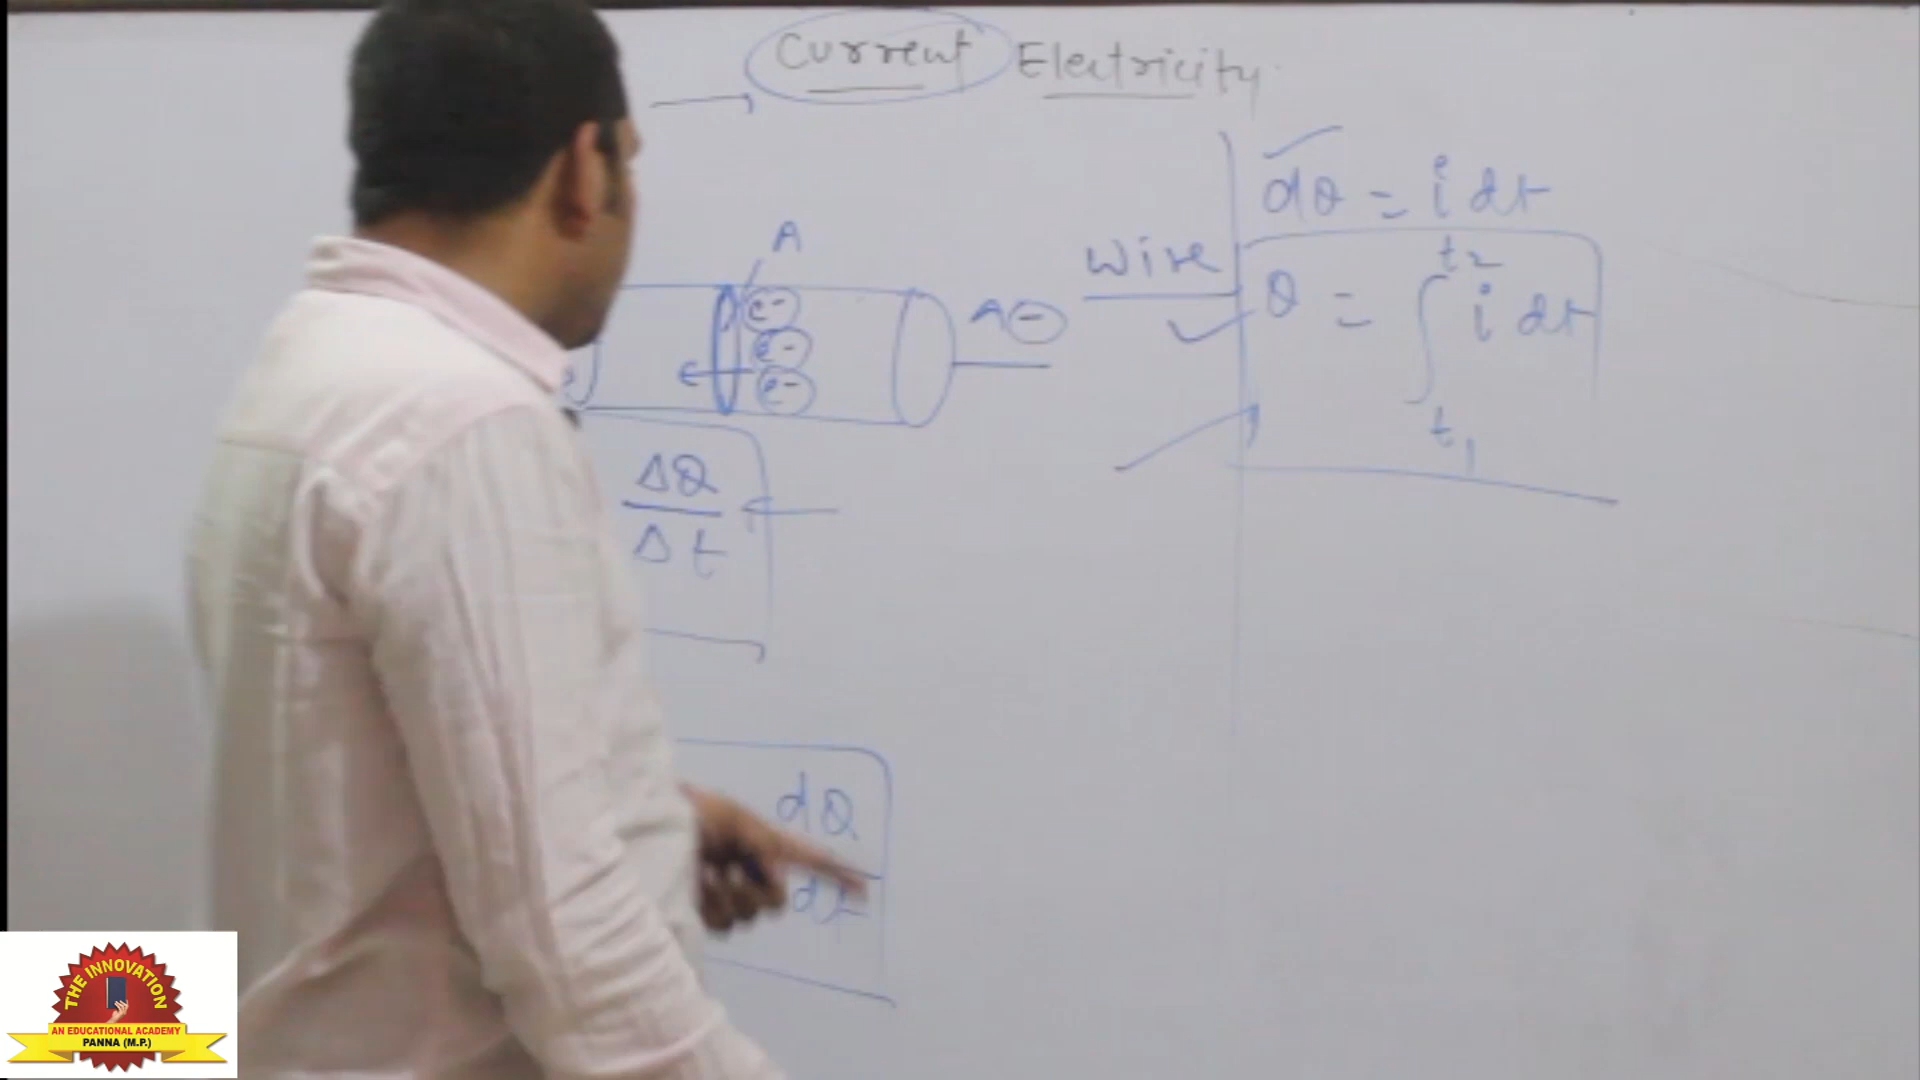 Current Electricity
dQ = i dt
A
Wire
t2
e-
A -
Q = ∫ i dt
e-
e-
t1
ΔQ
Δt
dQ
dt
THE INNOVATION
AN EDUCATIONAL ACADEMY
PANNA (M.P.)